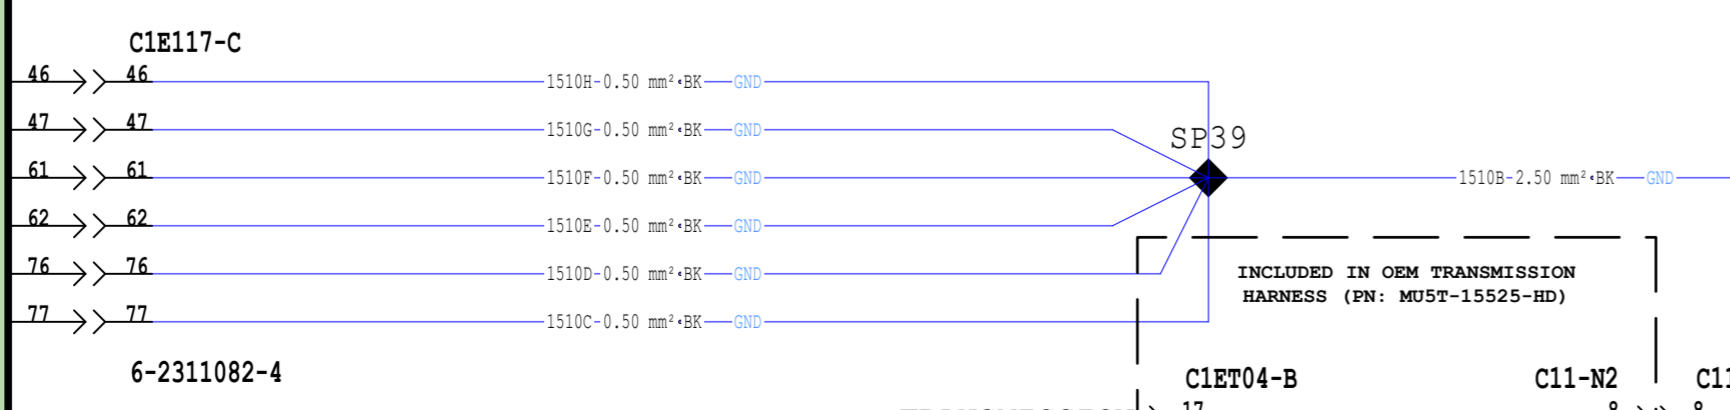 C1E117-C
46 46 1510H-0.50 mm²•BK GND
47 47 1510G-0.50 mm²•BK GND
SP39
61 61 1510F-0.50 mm²•BK GND 1510B-2.50 mm²•BK GND
62 62 1510E-0.50 mm²•BK GND
76 76 1510D-0.50 mm²•BK GND
INCLUDED IN OEM TRANSMISSION
HARNESS (PN: MU5T-15525-HD)
77 77 1510C-0.50 mm²•BK GND
6-2311082-4
C1ET04-B C11-N2
17